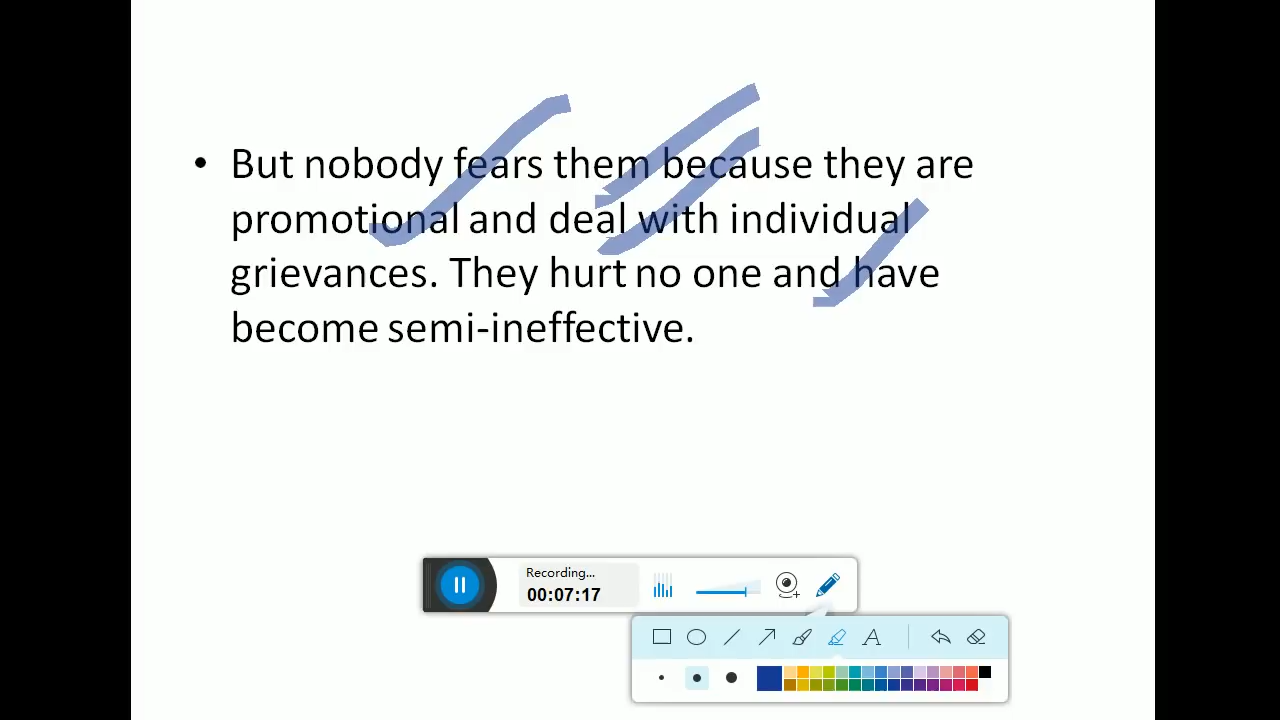 • But nobody fears them because they are
promotional and deal with individual
grievances. They hurt no one and have
become semi-ineffective.
Recording...
00:07:17
A